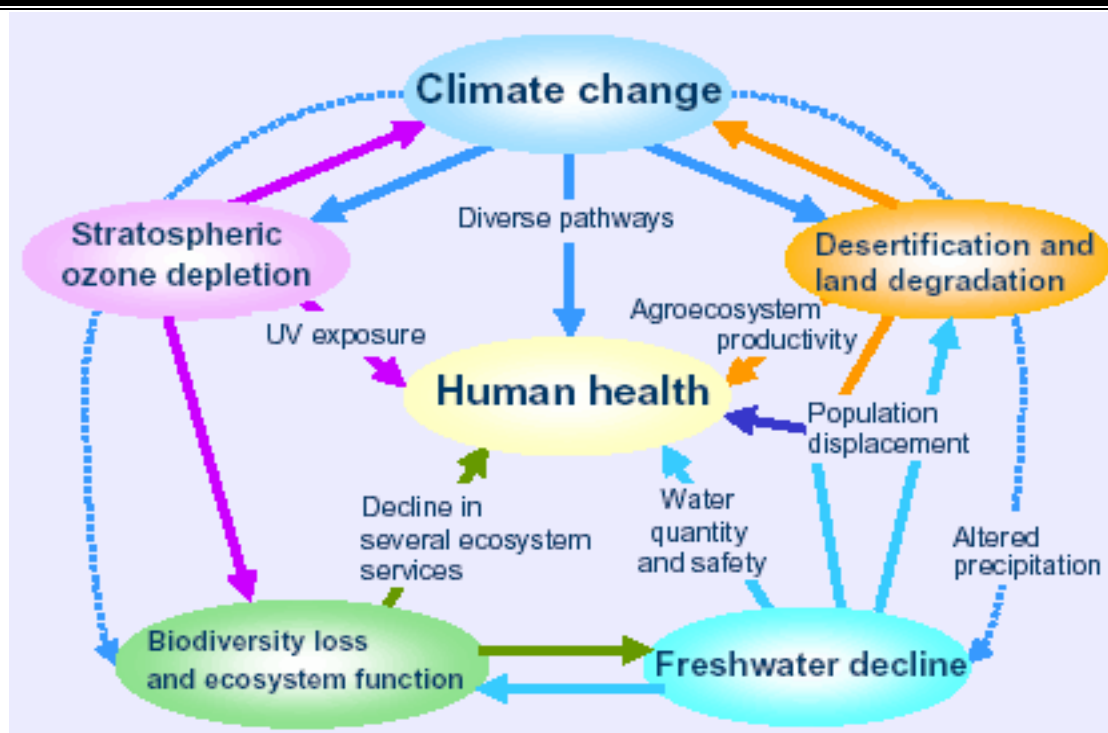 Climate change
Stratospheric
ozone depletion
Diverse pathways
Desertification and
land degradation
UV exposure
Agroecosystem
productivity
Human health
Population
displacement
Decline in
several ecosystem
services
Water
quantity
and safety
Altered
precipitation
Biodiversity loss
and ecosystem function
Freshwater decline